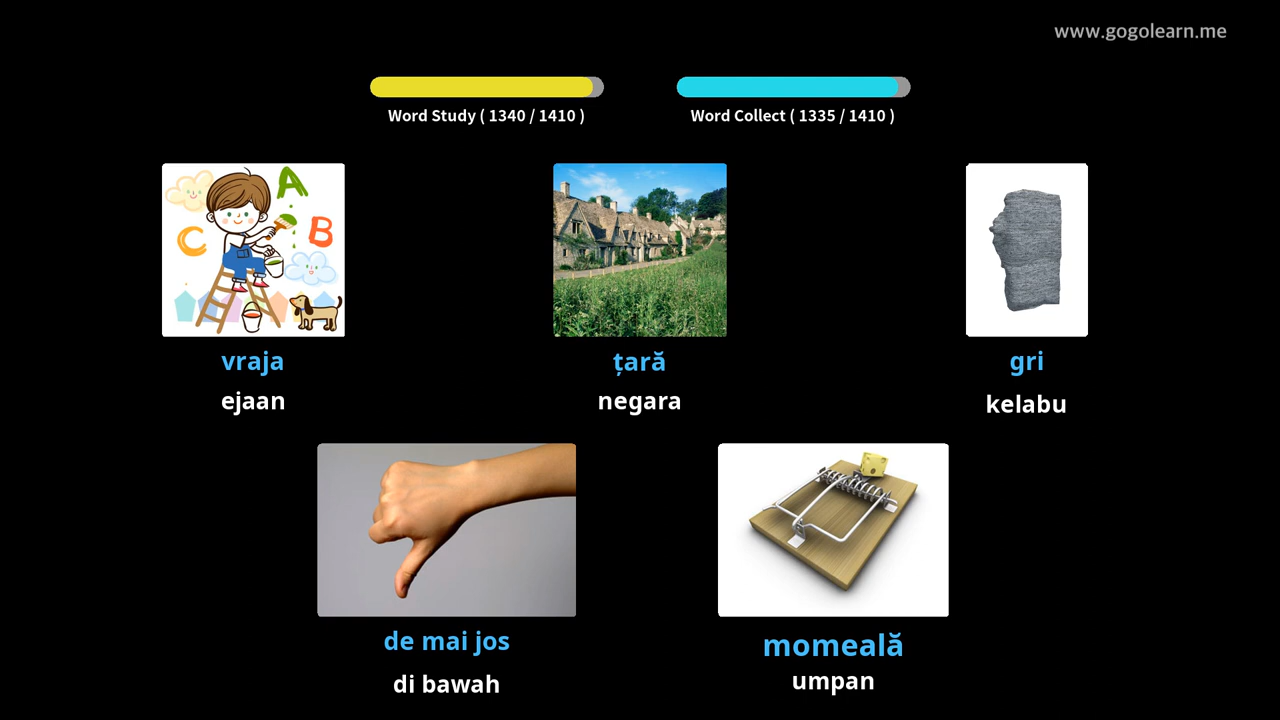 www.gogolearn.me
Word Study ( 1340 / 1410 )
Word Collect ( 1335 / 1410 )
A
B
C
vraja
țară
gri
ejaan
negara
kelabu
de mai jos
momeală
di bawah
umpan